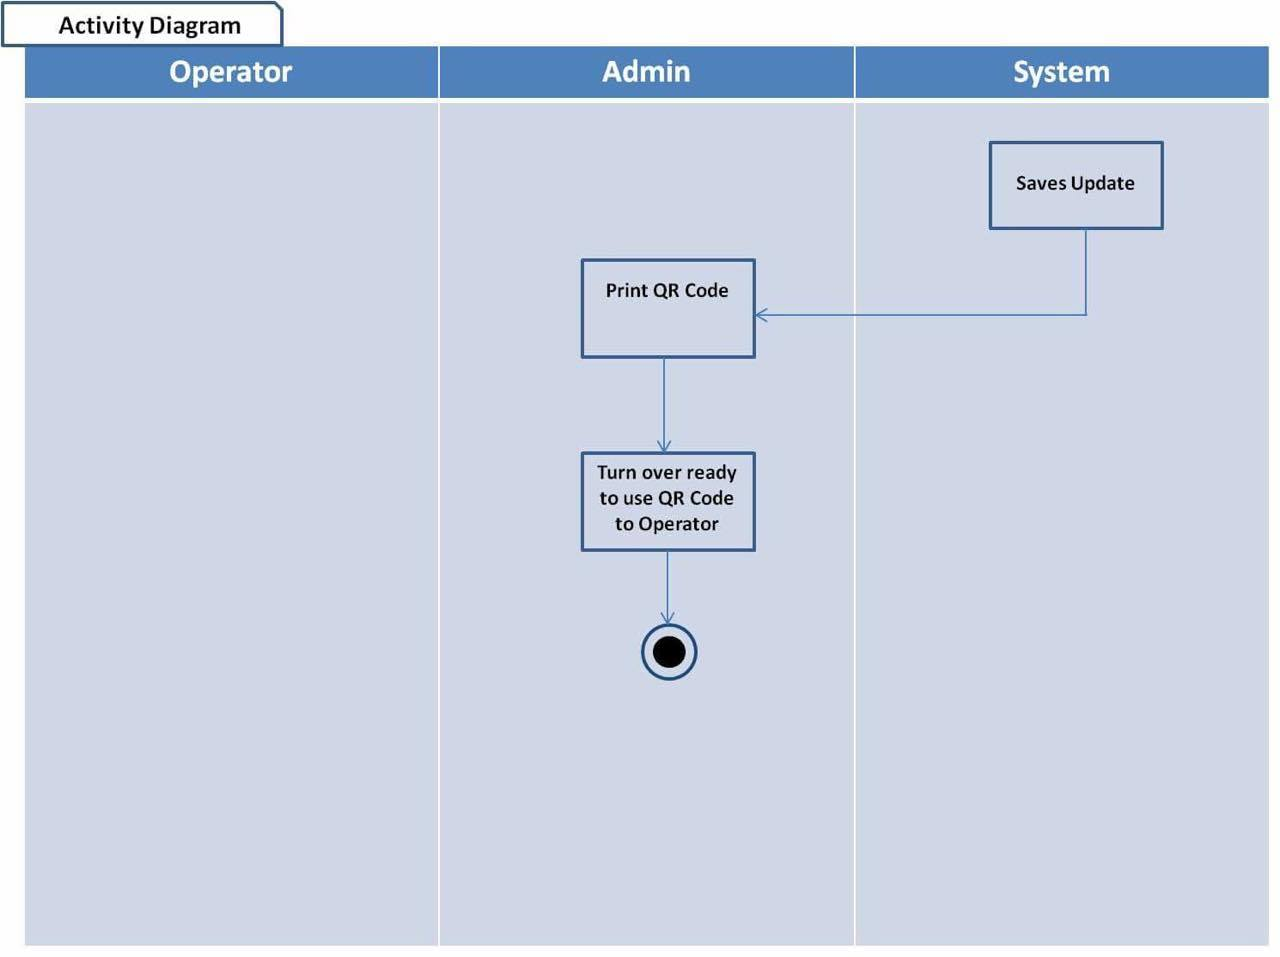 Activity Diagram
Operator
Admin
System
Saves Update
Print QR Code
Turn over ready
to use QR Code
to Operator